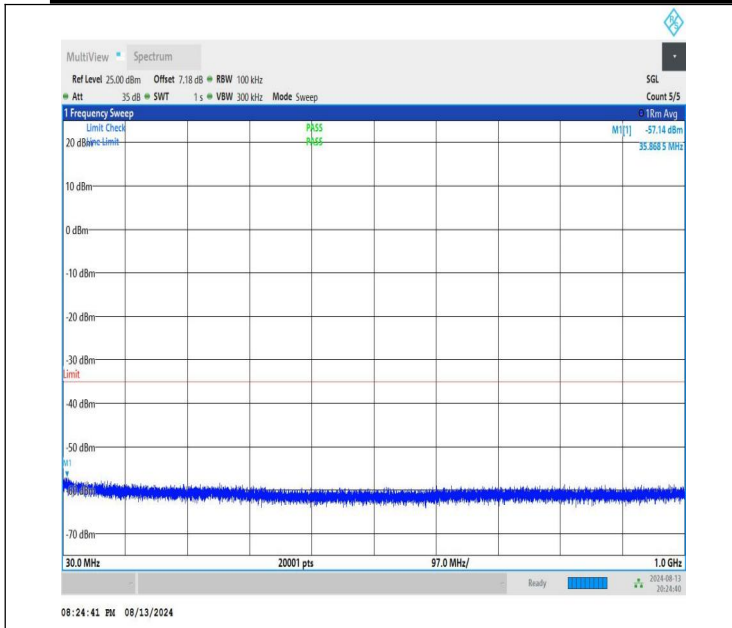 MultiView Spectrum
Ref Level 25.00 dBm Offset 7.18 dB RBW 100 kHz SGL
Att 35 dB SWT 1 s VBW 300 kHz Mode Sweep Count 5/5
1 Frequency Sweep 1Rm Avg
Limit Check PASS M1[1] -57.14 dBm
20 dBm Line Limit PASS 35.868 5 MHz
10 dBm
0 dBm
-10 dBm
-20 dBm
-30 dBm
Limit
-40 dBm
-50 dBm
M1
-70 dBm
30.0 MHz 20001 pts 97.0 MHz/ 1.0 GHz
Ready 2024-08-13
20:24:40
08:24:41 PM 08/13/2024